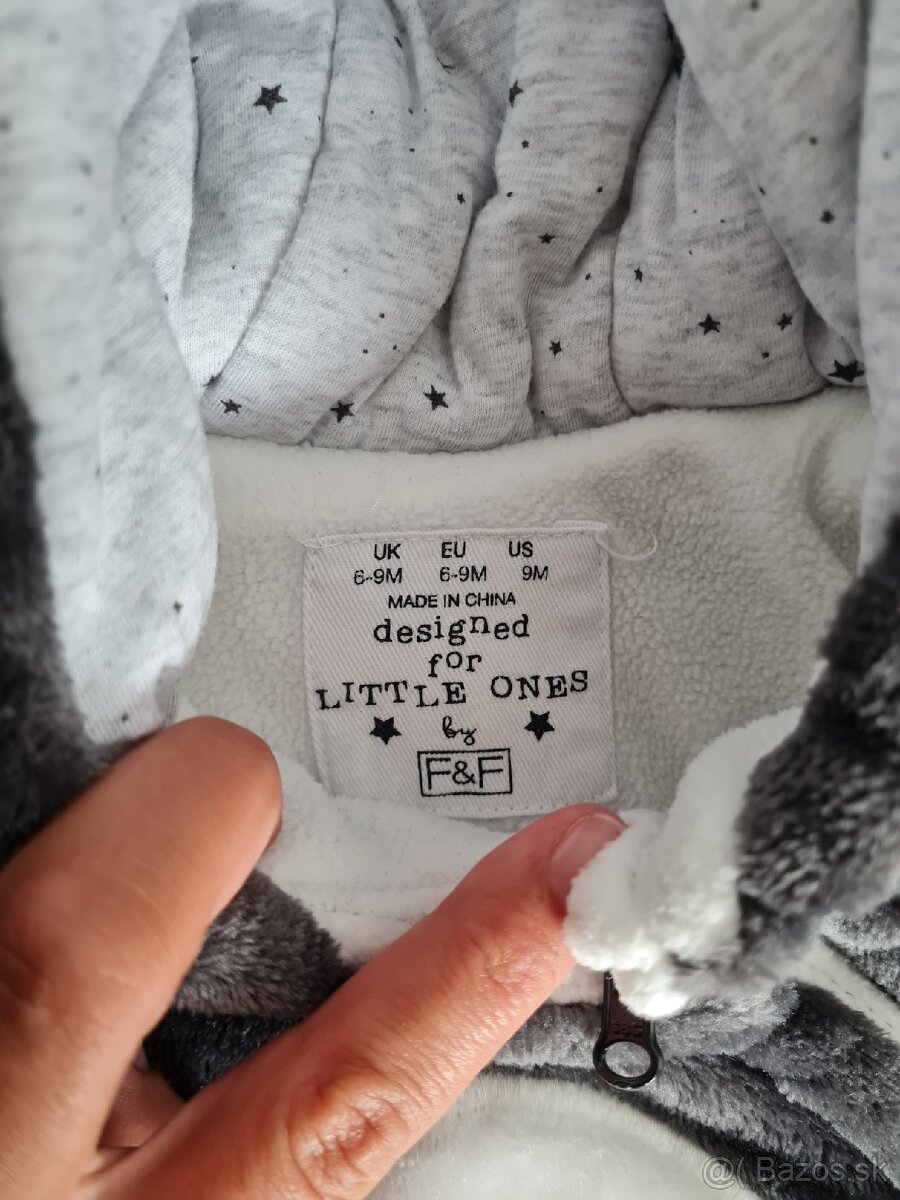 UK EU US
6-9M 6-9M 9M
MADE IN CHINA
designed
for
LITTLE ONES
by
F&F
@( Bazos.sk